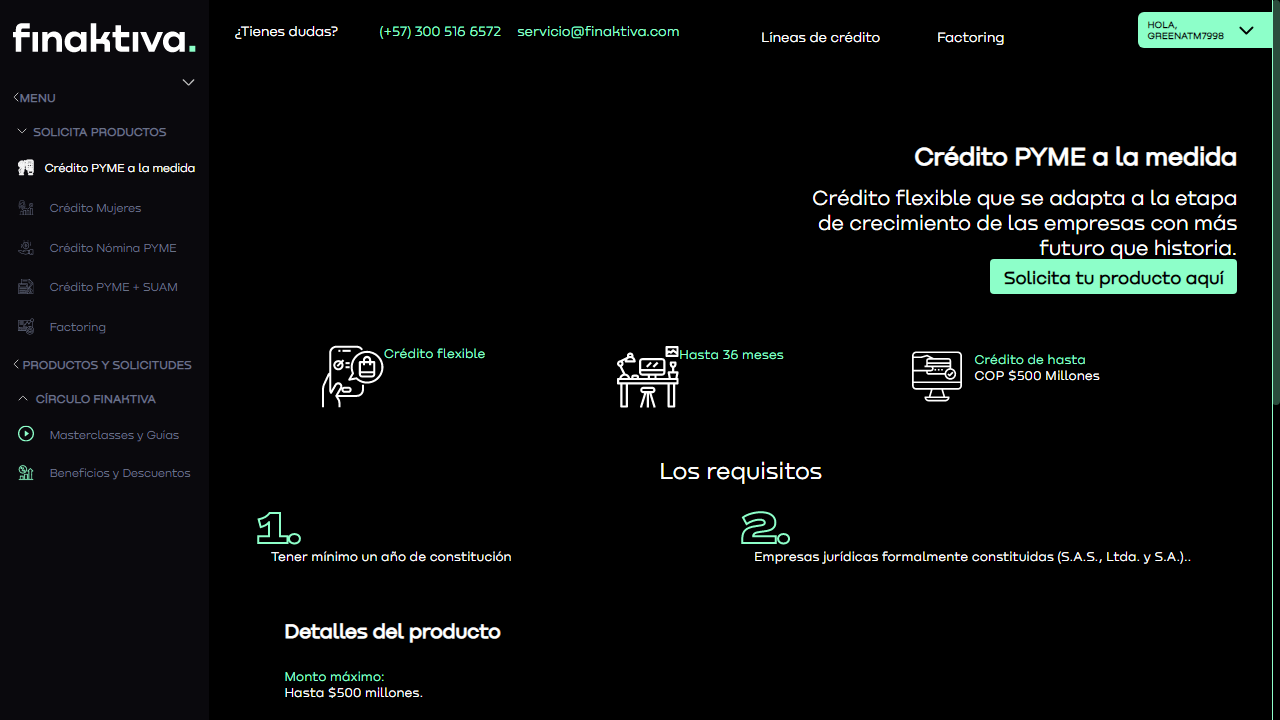 finaktiva.
¿Tienes dudas?
(+57) 300 516 6572
servicio@finaktiva.com
Líneas de crédito
Factoring
HOLA,
GREENATM7998
MENU
SOLICITA PRODUCTOS
Crédito PYME a la medida
Crédito Mujeres
Crédito Nómina PYME
Crédito PYME + SUAM
Factoring
PRODUCTOS Y SOLICITUDES
CÍRCULO FINAKTIVA
Masterclasses y Guias
Beneficios y Descuentos
Crédito PYME a la medida
Crédito flexible que se adapta a la etapa
de crecimiento de las empresas con más
futuro que historia.
Solicita tu producto aquí
Crédito flexible
Hasta 36 meses
Crédito de hasta
COP $500 Millones
Los requisitos
1.
Tener mínimo un año de constitución
2.
Empresas jurídicas formalmente constituidas (S.A.S., Ltda. y S.A.)..
Detalles del producto
Monto máximo:
Hasta $500 millones.